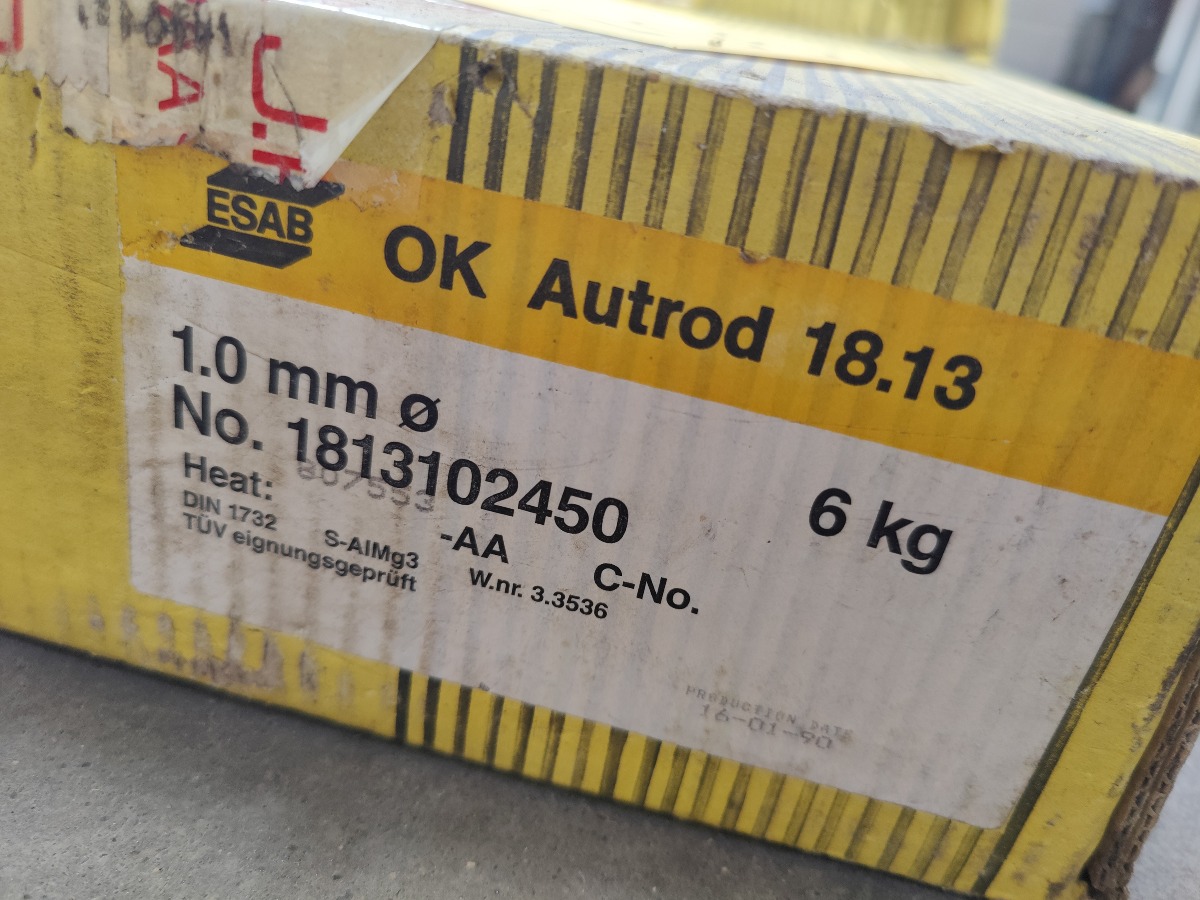 ESAB
OK Autrod 18.13
1.0 mm ø
No. 1813102450
6 kg
Heat: 867553 -AA C-No.
DIN 1732 S-AlMg3 W.nr. 3.3536
TÜV eignungsgeprüft
PRODUCTION DATE
16-01-90